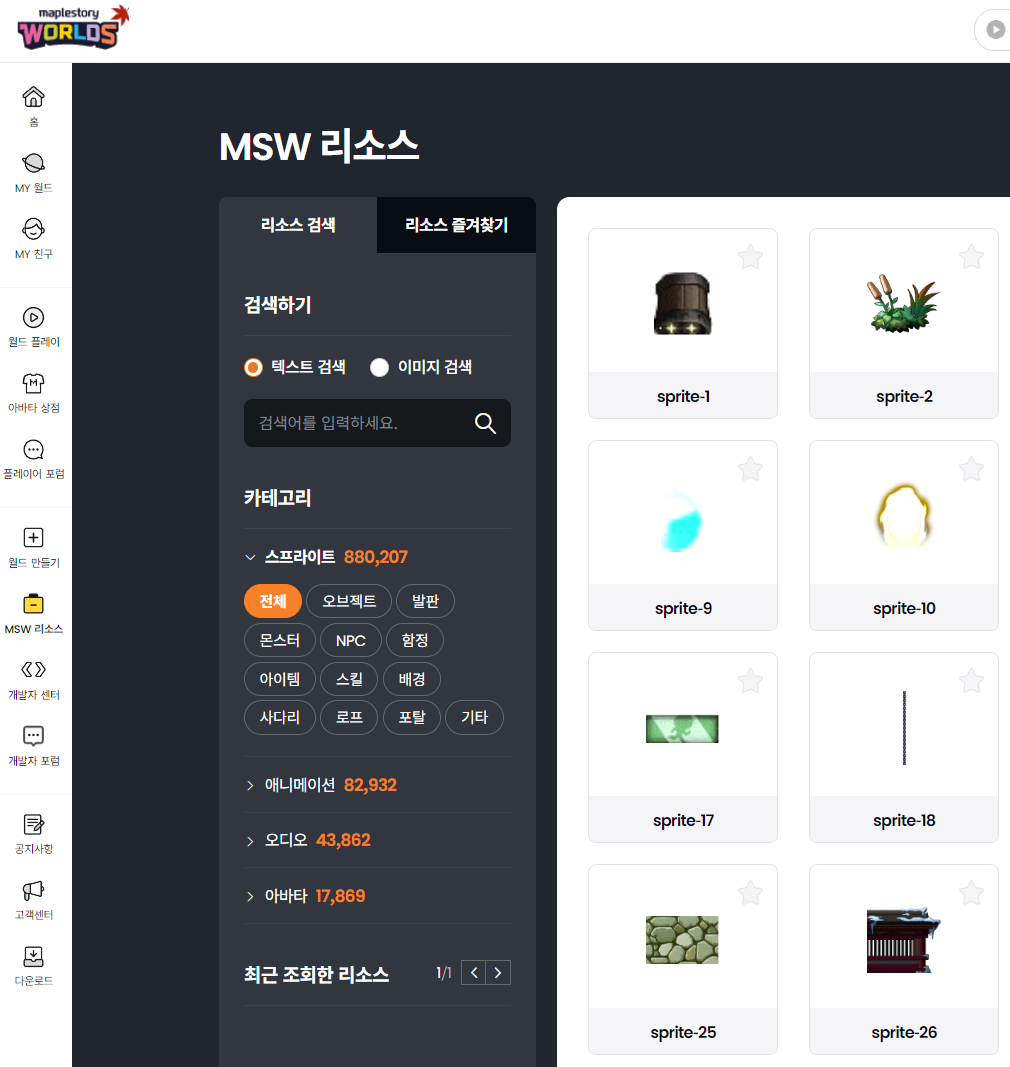 maplestory
WORLDS
홈
MY 월드
MY 친구
월드 플레이
아바타 상점
플레이어 포럼
월드 만들기
MSW 리소스
개발자 센터
개발자 포럼
공지사항
고객센터
다운로드
MSW 리소스
리소스 검색
리소스 즐겨찾기
검색하기
텍스트 검색
이미지 검색
검색어를 입력하세요.
카테고리
스프라이트 880,207
전체 오브젝트 발판
몬스터 NPC 함정
아이템 스킬 배경
사다리 로프 포탈 기타
애니메이션 82,932
오디오 43,862
아바타 17,869
최근 조회한 리소스 1/1
sprite-1
sprite-2
sprite-9
sprite-10
sprite-17
sprite-18
sprite-25
sprite-26